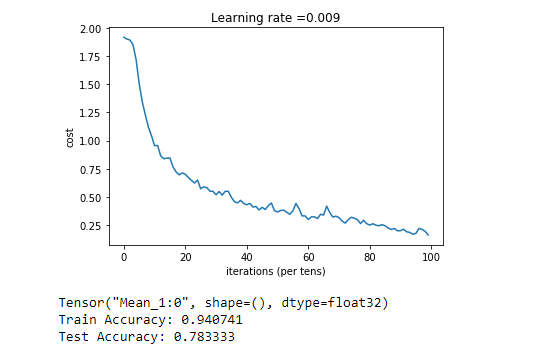 Learning rate =0.009
2.00
1.75
1.50
1.25
1.00
0.75
0.50
0.25
cost
0 20 40 60 80 100
iterations (per tens)
Tensor("Mean_1:0", shape=(), dtype=float32)
Train Accuracy: 0.940741
Test Accuracy: 0.783333